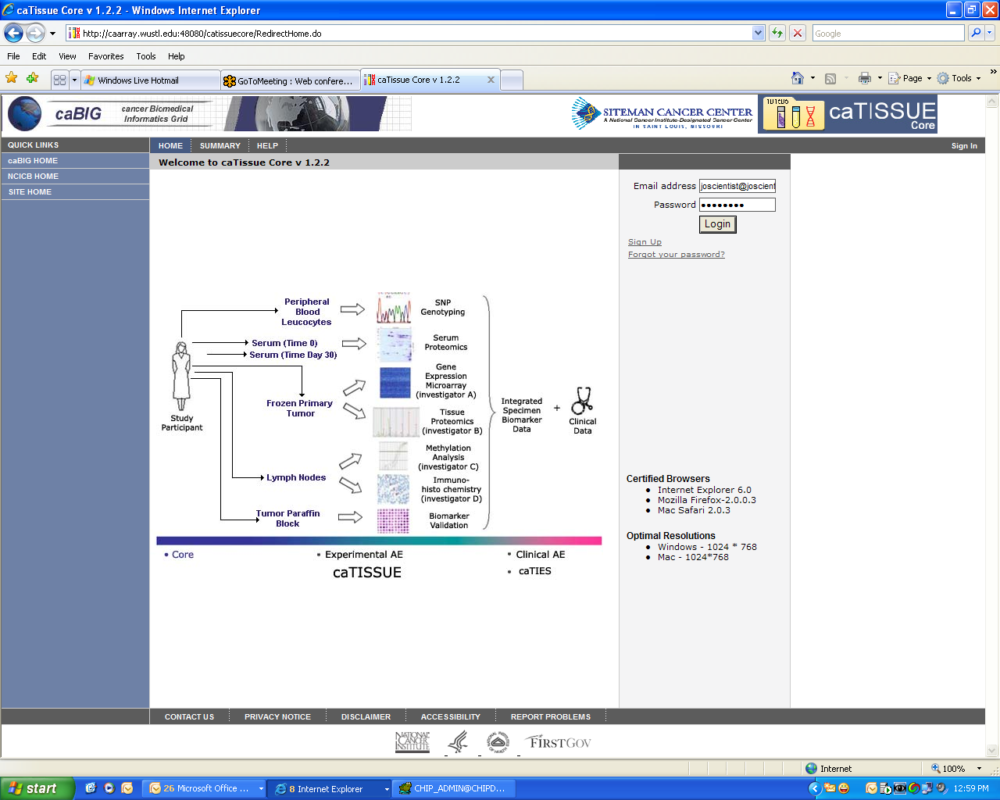 caTissue Core v 1.2.2 - Windows Internet Explorer
http://caarray.wustl.edu:48080/catissuecore/RedirectHome.do
Google
File Edit View Favorites Tools Help
Windows Live Hotmail
GoToMeeting : Web confere...
caTissue Core v 1.2.2
Page
Tools
caBIG
cancer Biomedical
Informatics Grid
SITEMAN CANCER CENTER
A National Cancer Institute-Designated Cancer Center
IN SAINT LOUIS, MISSOURI
caTISSUE
Core
QUICK LINKS
HOME SUMMARY HELP
Sign In
caBIG HOME
NCICB HOME
SITE HOME
Welcome to caTissue Core v 1.2.2
Email address joscientist@joscient
Password
Login
Sign Up
Forgot your password?
Peripheral
Blood
Leucocytes
SNP
Genotyping
Serum (Time 0)
Serum (Time Day 30)
Serum
Proteomics
Gene
Expression
Microarray
(investigator A)
Frozen Primary
Tumor
Tissue
Proteomics
(investigator B)
Study
Participant
Integrated
Specimen
Biomarker
Data
+
Clinical
Data
Methylation
Analysis
(investigator C)
Lymph Nodes
Immuno-
histo chemistry
(investigator D)
Tumor Paraffin
Block
Biomarker
Validation
• Core
• Experimental AE
• Clinical AE
caTISSUE
• caTIES
Certified Browsers
• Internet Explorer 6.0
• Mozilla Firefox-2.0.0.3
• Mac Safari 2.0.3
Optimal Resolutions
• Windows - 1024 * 768
• Mac - 1024*768
CONTACT US PRIVACY NOTICE DISCLAIMER ACCESSIBILITY REPORT PROBLEMS
NATIONAL
CANCER
INSTITUTE
FIRSTGOV
Internet
100%
start
26 Microsoft Office ...
8 Internet Explorer
CHIP_ADMIN@CHIPD...
12:59 PM